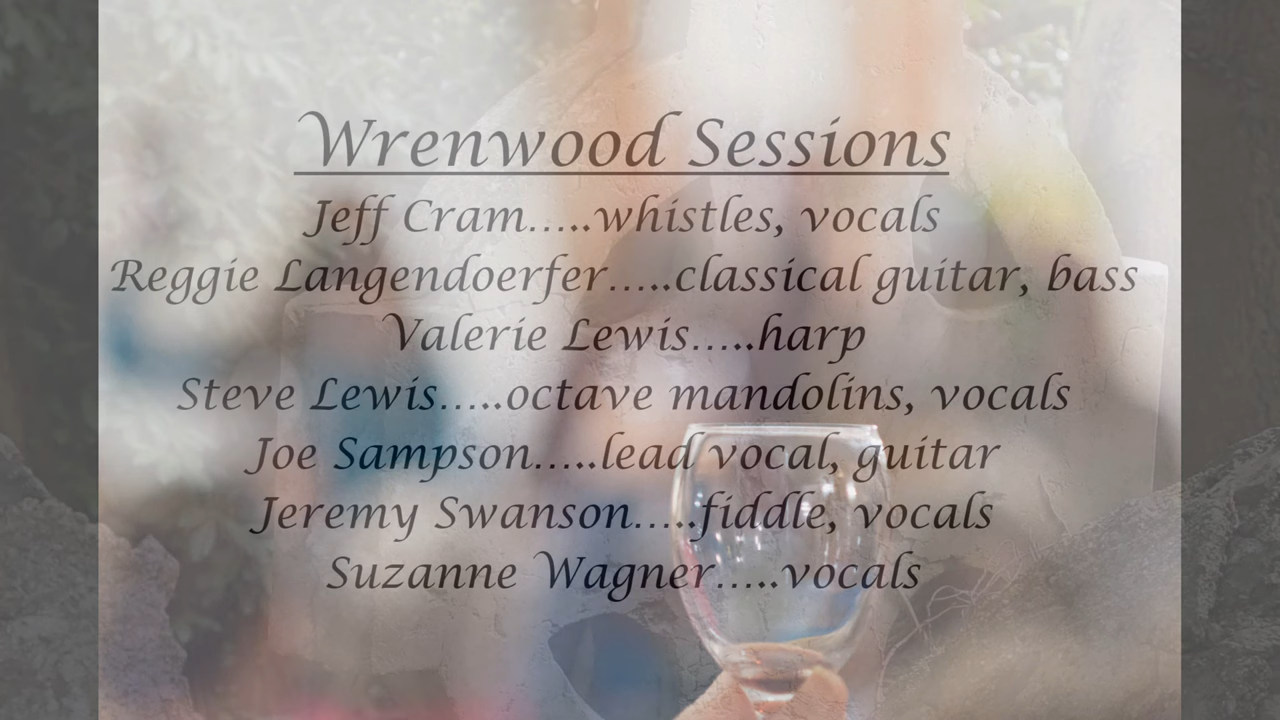 Wrenwood Sessions
Jeff Cram.....whistles, vocals
Reggie Langendoerfer.....classical guitar, bass
Valerie Lewis.....harp
Steve Lewis.....octave mandolins, vocals
Joe Sampson.....lead vocal, guitar
Jeremy Swanson.....fiddle, vocals
Suzanne Wagner.....vocals